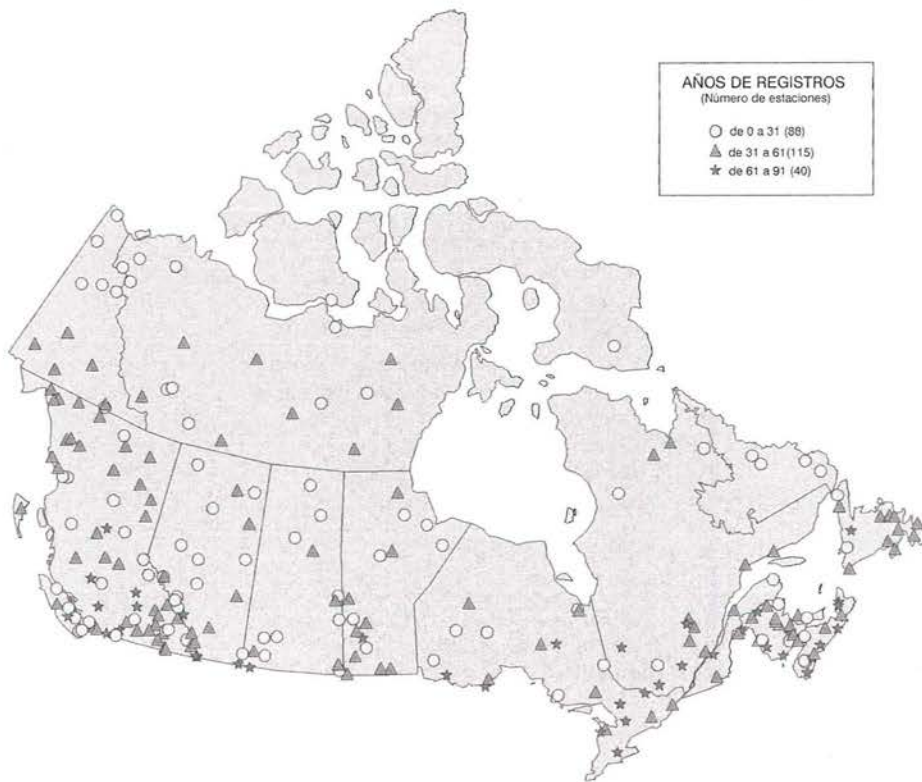 AÑOS DE REGISTROS
(Número de estaciones)
de 0 a 31 (88)
de 31 a 61(115)
de 61 a 91 (40)